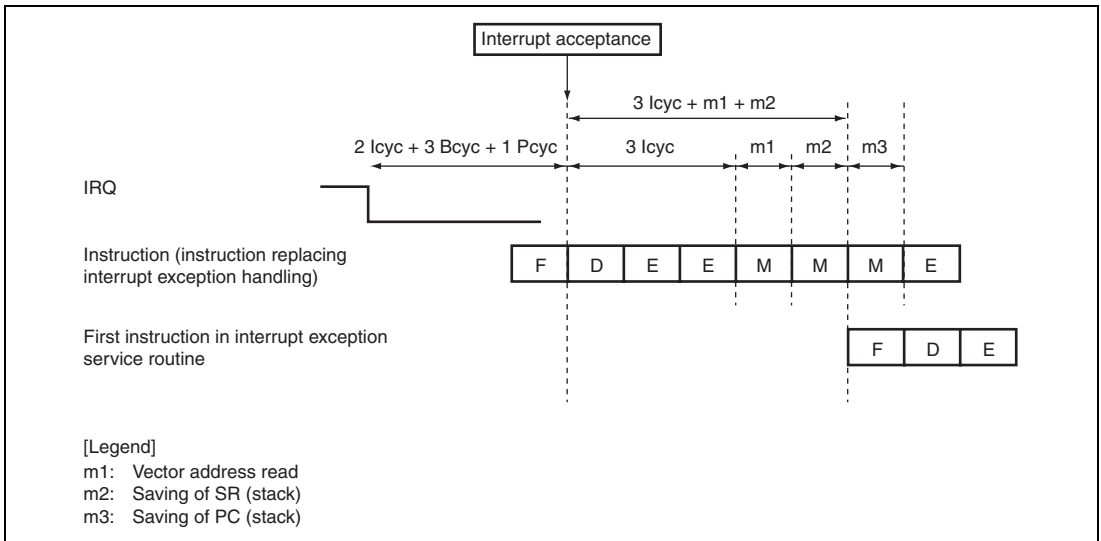 Interrupt acceptance
3 Icyc + m1 + m2
2 Icyc + 3 Bcyc + 1 Pcyc
3 Icyc
m1
m2
m3
IRQ
Instruction (instruction replacing
interrupt exception handling)
F D E E M M M E
First instruction in interrupt exception
service routine
F D E
[Legend]
m1: Vector address read
m2: Saving of SR (stack)
m3: Saving of PC (stack)